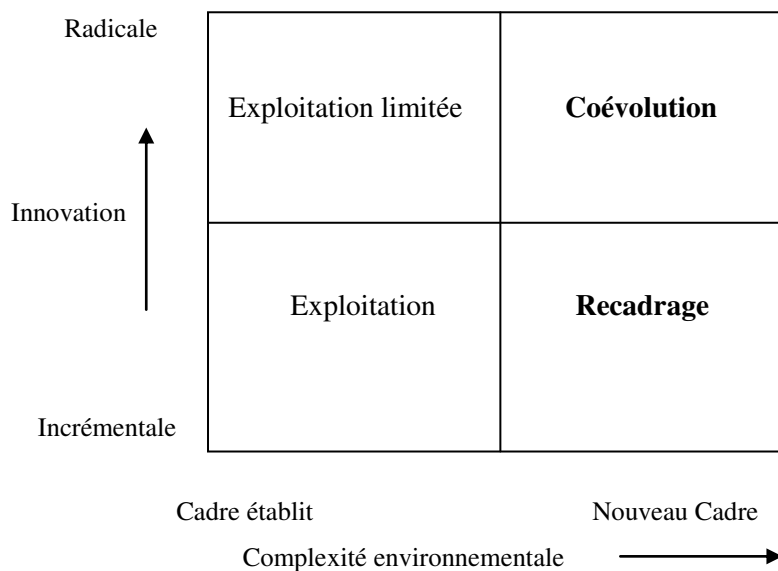 Radicale
Exploitation limitée
Coévolution
Innovation
Exploitation
Recadrage
Incrémentale
Cadre établit
Nouveau Cadre
Complexité environnementale